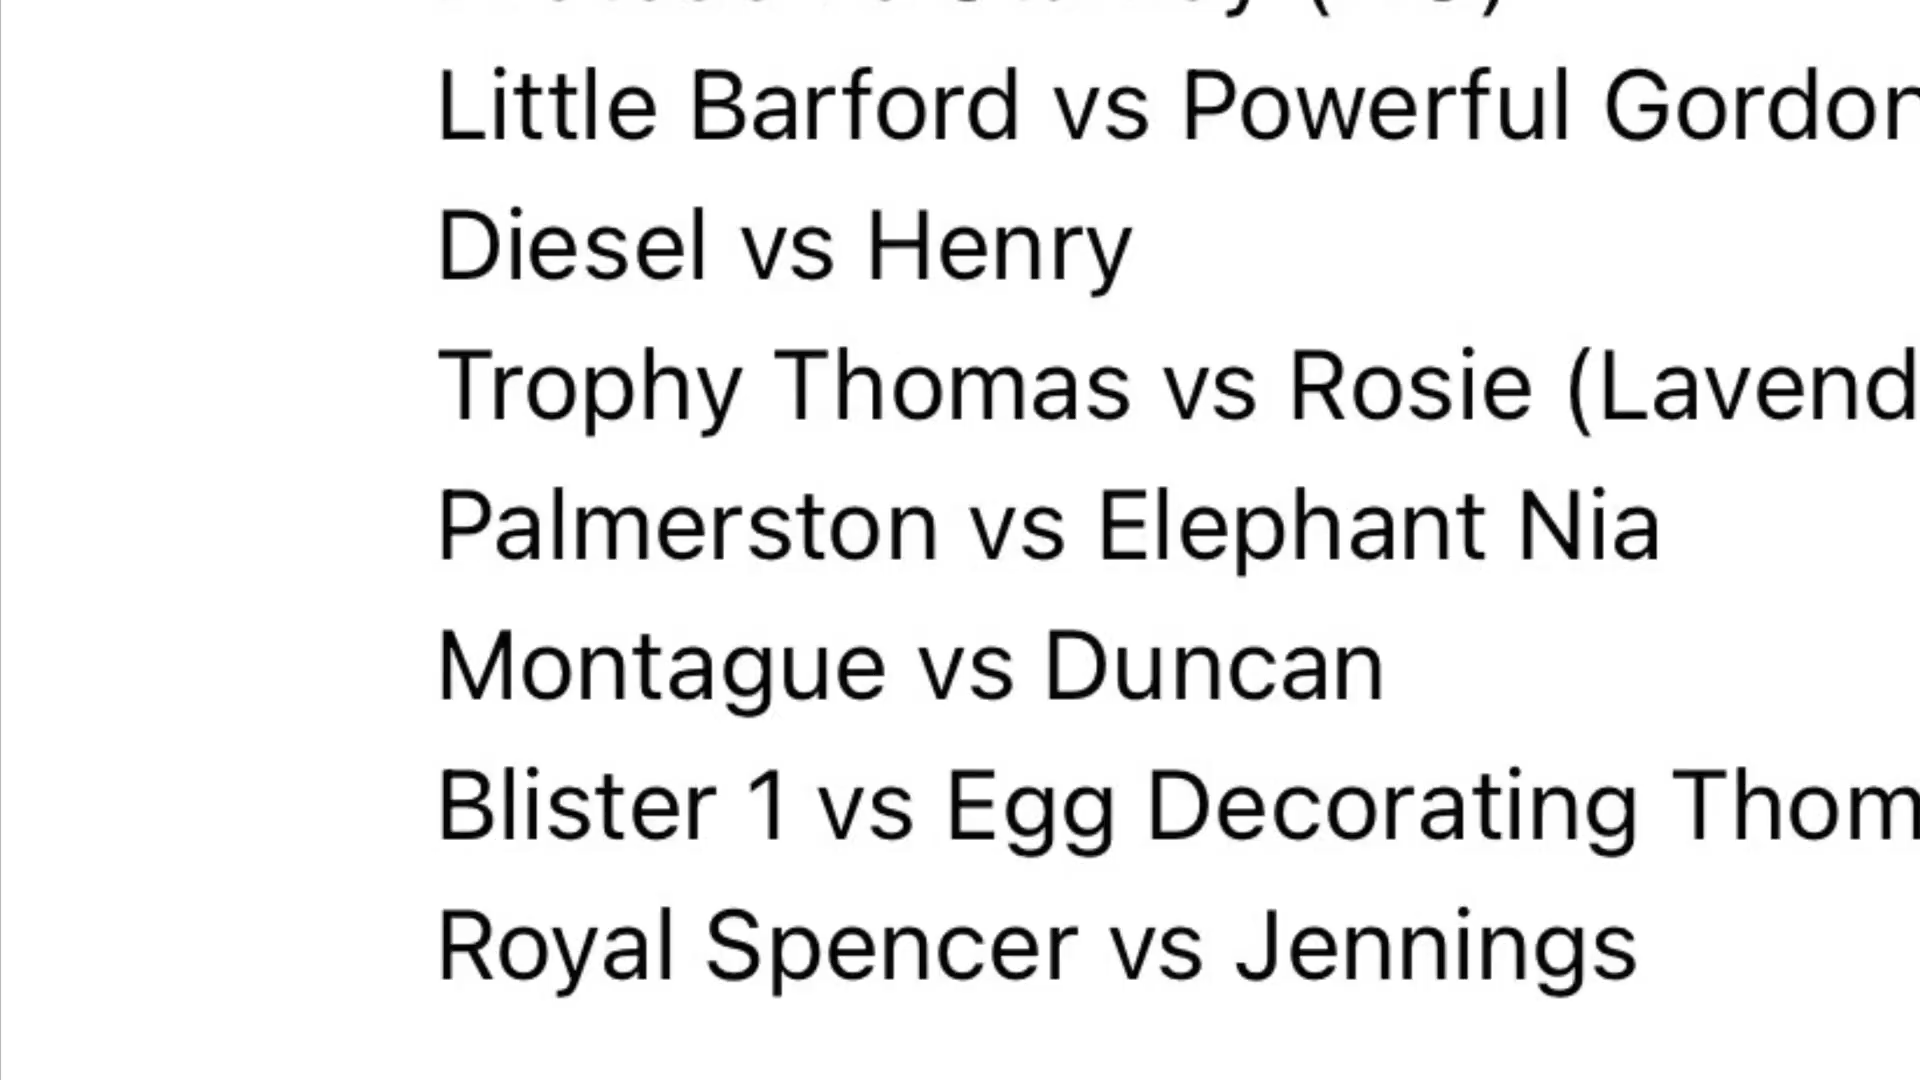 Little Barford vs Powerful Gordon
Diesel vs Henry
Trophy Thomas vs Rosie (Lavend
Palmerston vs Elephant Nia
Montague vs Duncan
Blister 1 vs Egg Decorating Thom
Royal Spencer vs Jennings